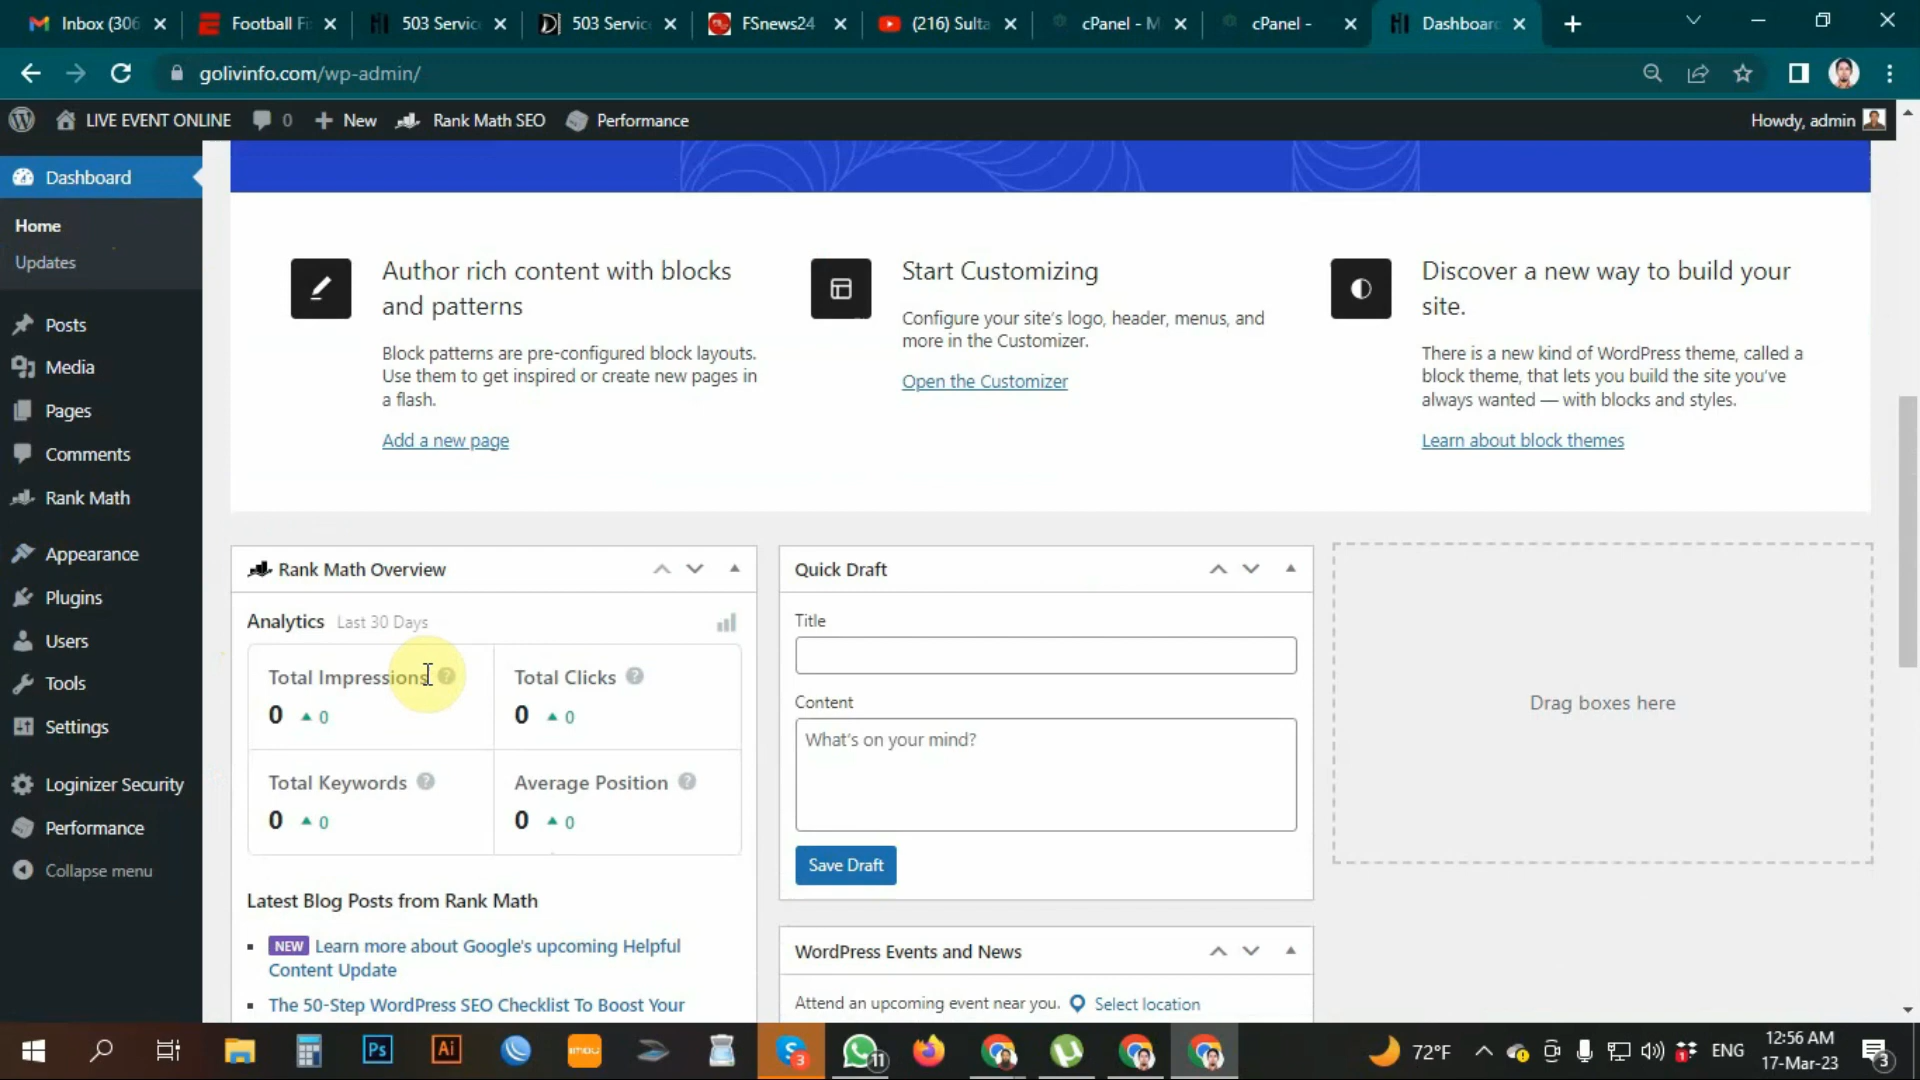 Inbox (306
Football Fi
503 Servic
503 Servic
FSnews24
(216) Sulta
cPanel - M
cPanel -
Dashboard
golivinfo.com/wp-admin/
LIVE EVENT ONLINE
0
New
Rank Math SEO
Performance
Howdy, admin
Dashboard
Home
Updates
Posts
Media
Pages
Comments
Rank Math
Appearance
Plugins
Users
Tools
Settings
Loginizer Security
Performance
Collapse menu
Author rich content with blocks
and patterns
Block patterns are pre-configured block layouts.
Use them to get inspired or create new pages in
a flash.
Add a new page
Start Customizing
Configure your site's logo, header, menus, and
more in the Customizer.
Open the Customizer
Discover a new way to build your
site.
There is a new kind of WordPress theme, called a
block theme, that lets you build the site you've
always wanted — with blocks and styles.
Learn about block themes
Rank Math Overview
Analytics Last 30 Days
Total Impressions
0 0
Total Clicks
0 0
Total Keywords
0 0
Average Position
0 0
Latest Blog Posts from Rank Math
NEW Learn more about Google's upcoming Helpful
Content Update
The 50-Step WordPress SEO Checklist To Boost Your
Quick Draft
Title
Content
What's on your mind?
Save Draft
WordPress Events and News
Attend an upcoming event near you. Select location
Drag boxes here
Ps
Ai
imou
3
11
72°F
1
ENG
12:56 AM
17-Mar-23
3